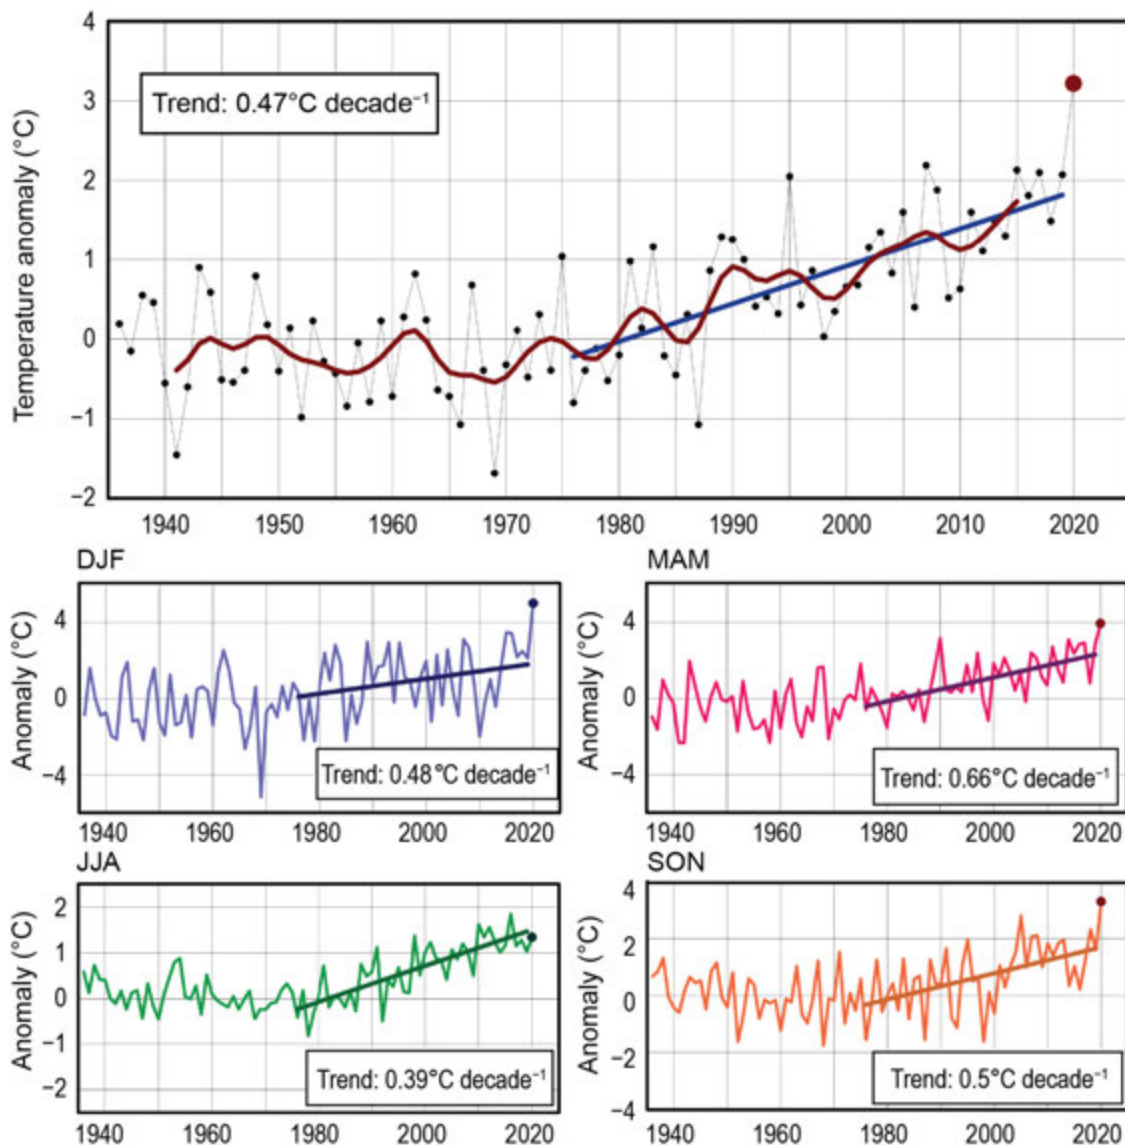 4
Trend: 0.47°C decade⁻¹
3
2
1
0
−1
−2
Temperature anomaly (°C)
1940 1950 1960 1970 1980 1990 2000 2010 2020
DJF
4
0
−4
Anomaly (°C)
Trend: 0.48°C decade⁻¹
1940 1960 1980 2000 2020
MAM
4
0
−4
Anomaly (°C)
Trend: 0.66°C decade⁻¹
1940 1960 1980 2000 2020
JJA
2
1
0
−1
−2
Anomaly (°C)
Trend: 0.39°C decade⁻¹
1940 1960 1980 2000 2020
SON
4
2
0
−2
−4
Anomaly (°C)
Trend: 0.5°C decade⁻¹
1940 1960 1980 2000 2020